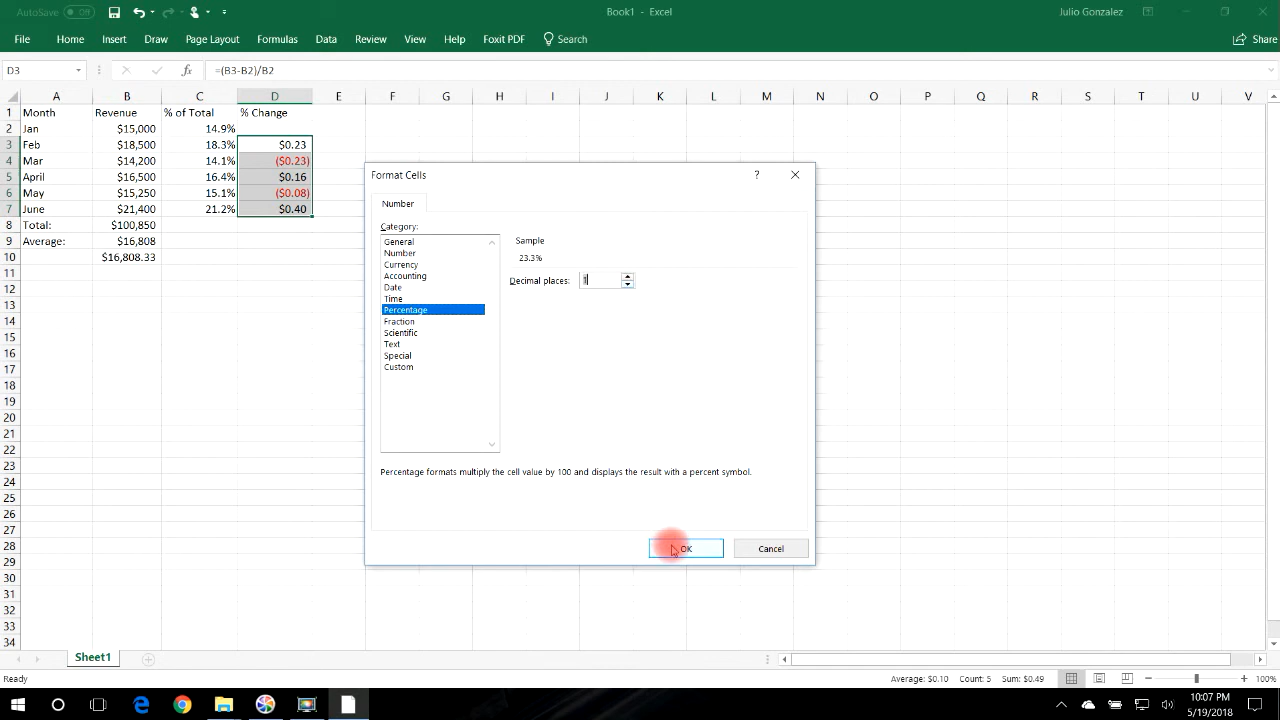 AutoSave Off Book1 - Excel Julio Gonzalez
File Home Insert Draw Page Layout Formulas Data Review View Help Foxit PDF Search Share
D3 fx =(B3-B2)/B2
A B C D E F G H I J K L M N O P Q R S T U V
1 Month Revenue % of Total % Change
2 Jan $15,000 14.9%
3 Feb $18,500 18.3% $0.23
4 Mar $14,200 14.1% ($0.23)
5 April $16,500 16.4% $0.16
6 May $15,250 15.1% ($0.08)
7 June $21,400 21.2% $0.40
8 Total: $100,850
9 Average: $16,808
10 $16,808.33
11
12
13
14
15
16
17
18
19
20
21
22
23
24
25
26
27
28
29
30
31
32
33
34
Format Cells ?
Number
Category:
General
Number
Currency
Accounting
Date
Time
Percentage
Fraction
Scientific
Text
Special
Custom
Sample
23.3%
Decimal places: 1
Percentage formats multiply the cell value by 100 and displays the result with a percent symbol.
OK Cancel
Sheet1
Ready Average: $0.10 Count: 5 Sum: $0.49 100%
10:07 PM
5/19/2018